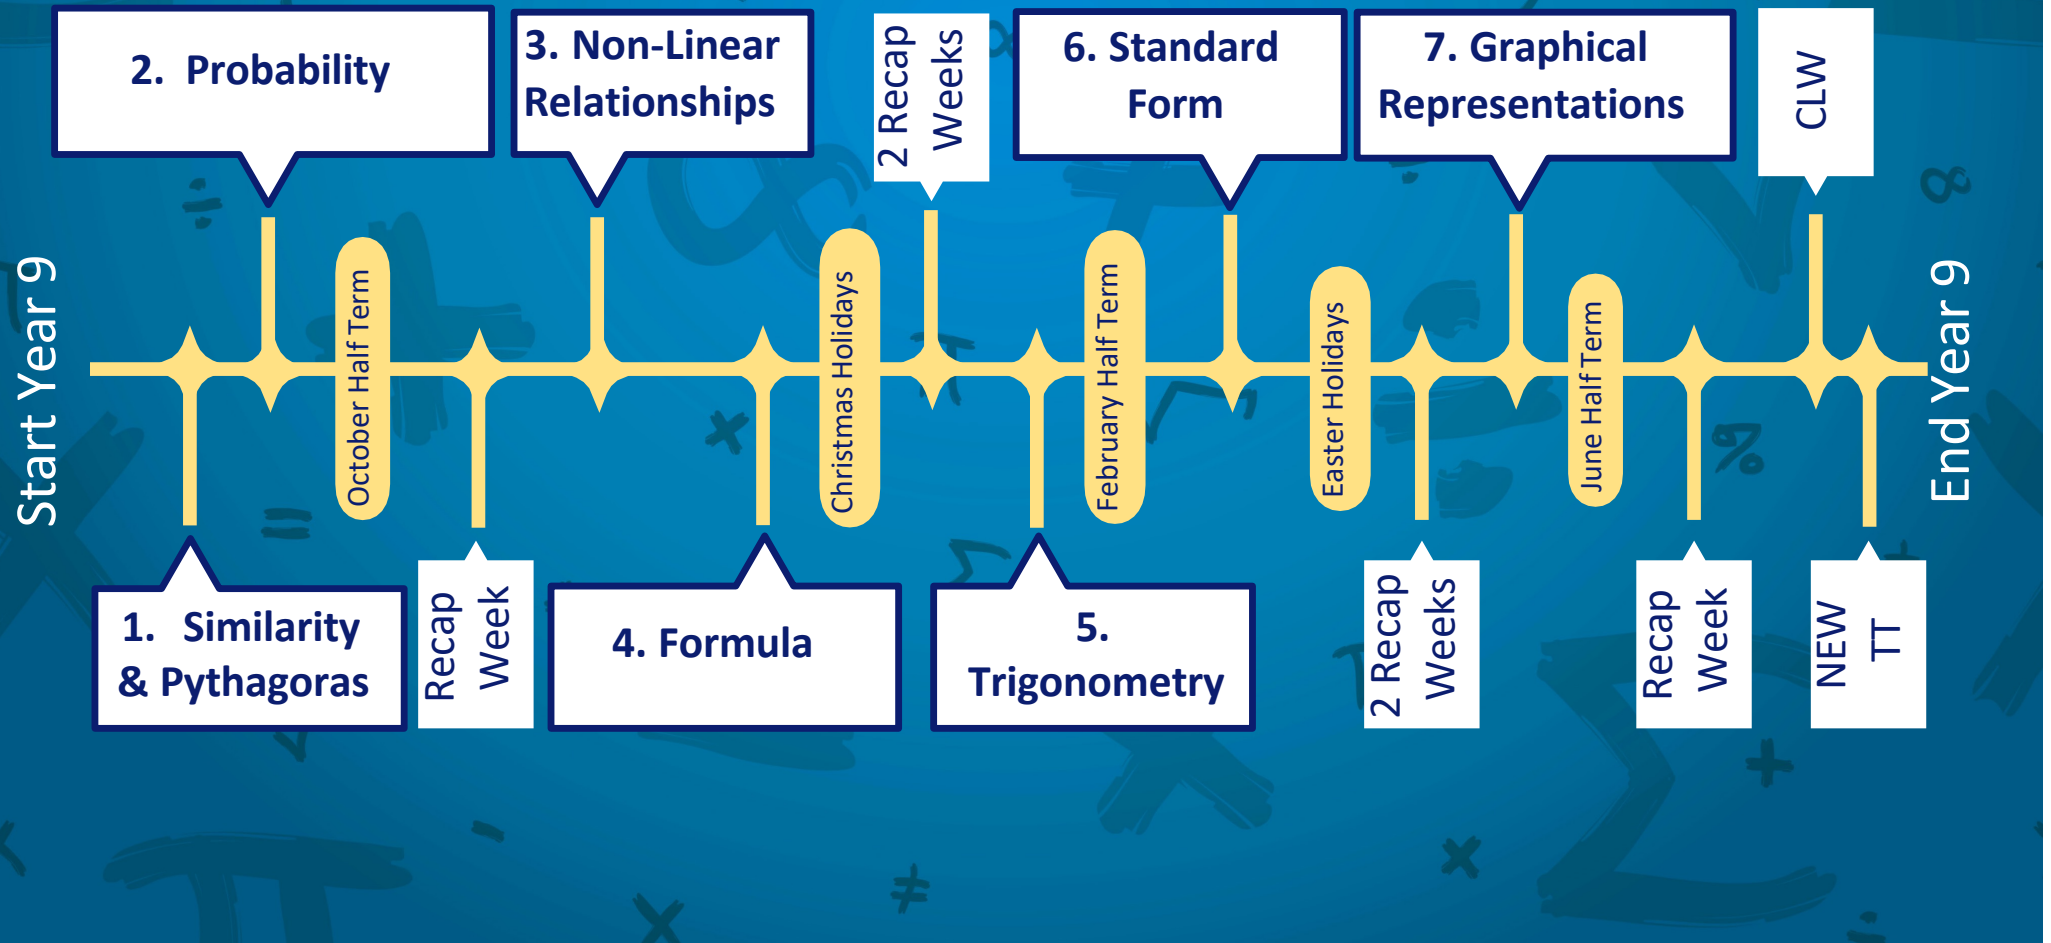 Start Year 9
1. Similarity
& Pythagoras
2. Probability
October Half Term
Recap
Week
3. Non-Linear
Relationships
4. Formula
Christmas Holidays
2 Recap
Weeks
5.
Trigonometry
February Half Term
6. Standard
Form
Easter Holidays
2 Recap
Weeks
7. Graphical
Representations
June Half Term
Recap
Week
CLW
NEW
TT
End Year 9